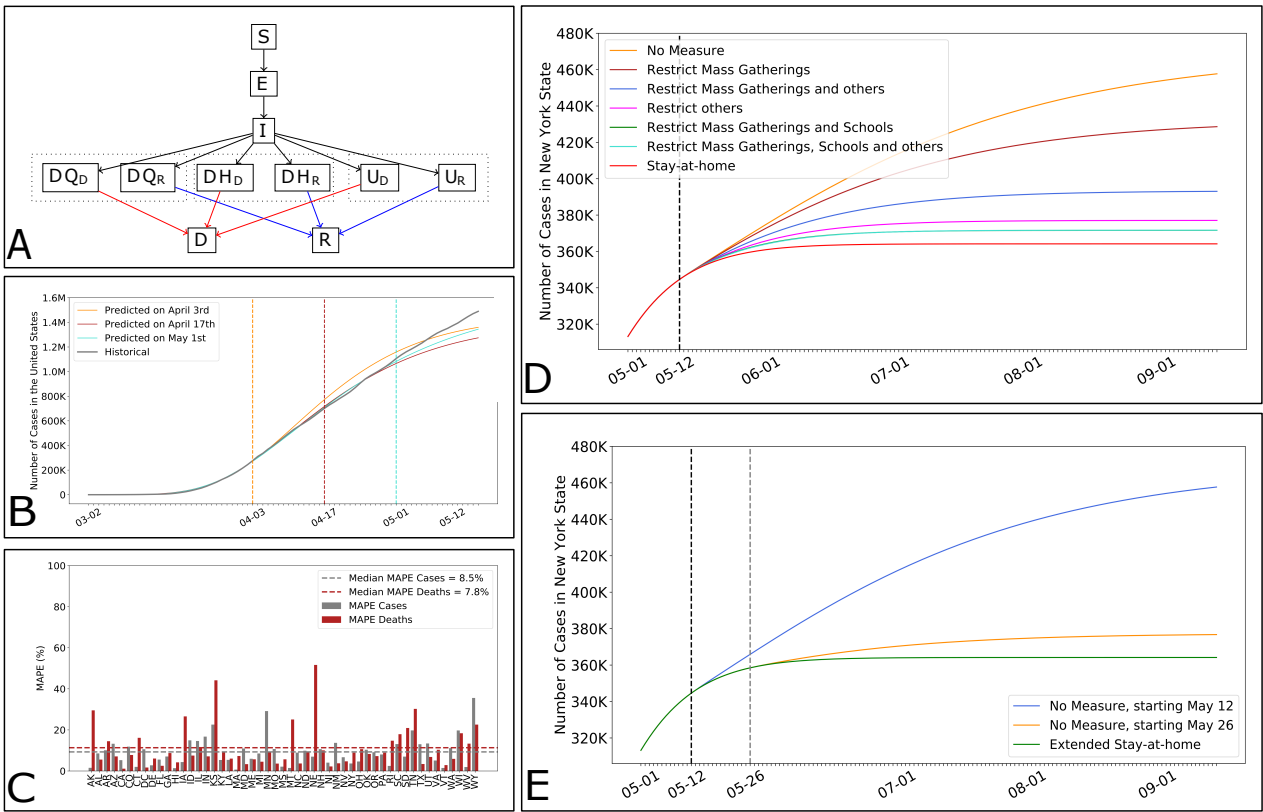 S
E
I
DQD DQR DHD DHR UD UR
D R
A
1.6M
1.4M
1.2M
1.0M
800K
600K
400K
200K
0
Number of Cases in the United States
Predicted on April 3rd
Predicted on April 17th
Predicted on May 1st
Historical
03-02 04-03 04-17 05-01 05-12
B
100
80
60
40
20
0
MAPE (%)
Median MAPE Cases = 8.5%
Median MAPE Deaths = 7.8%
MAPE Cases
MAPE Deaths
C
480K
460K
440K
420K
400K
380K
360K
340K
320K
Number of Cases in New York State
No Measure
Restrict Mass Gatherings
Restrict Mass Gatherings and others
Restrict others
Restrict Mass Gatherings and Schools
Restrict Mass Gatherings, Schools and others
Stay-at-home
05-01 05-12 06-01 07-01 08-01 09-01
D
480K
460K
440K
420K
400K
380K
360K
340K
320K
Number of Cases in New York State
No Measure, starting May 12
No Measure, starting May 26
Extended Stay-at-home
05-01 05-12 05-26 07-01 08-01 09-01
E